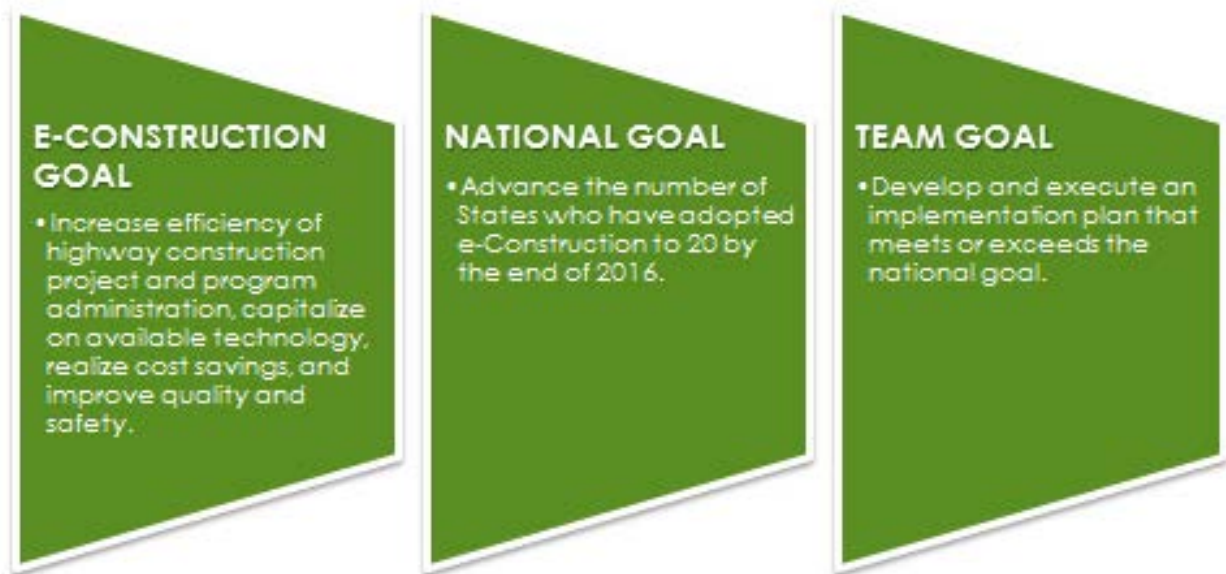 E-CONSTRUCTION
GOAL
•Increase efficiency of
highway construction
project and program
administration, capitalize
on available technology,
realize cost savings, and
improve quality and
safety.
NATIONAL GOAL
•Advance the number of
States who have adopted
e-Construction to 20 by
the end of 2016.
TEAM GOAL
•Develop and execute an
implementation plan that
meets or exceeds the
national goal.